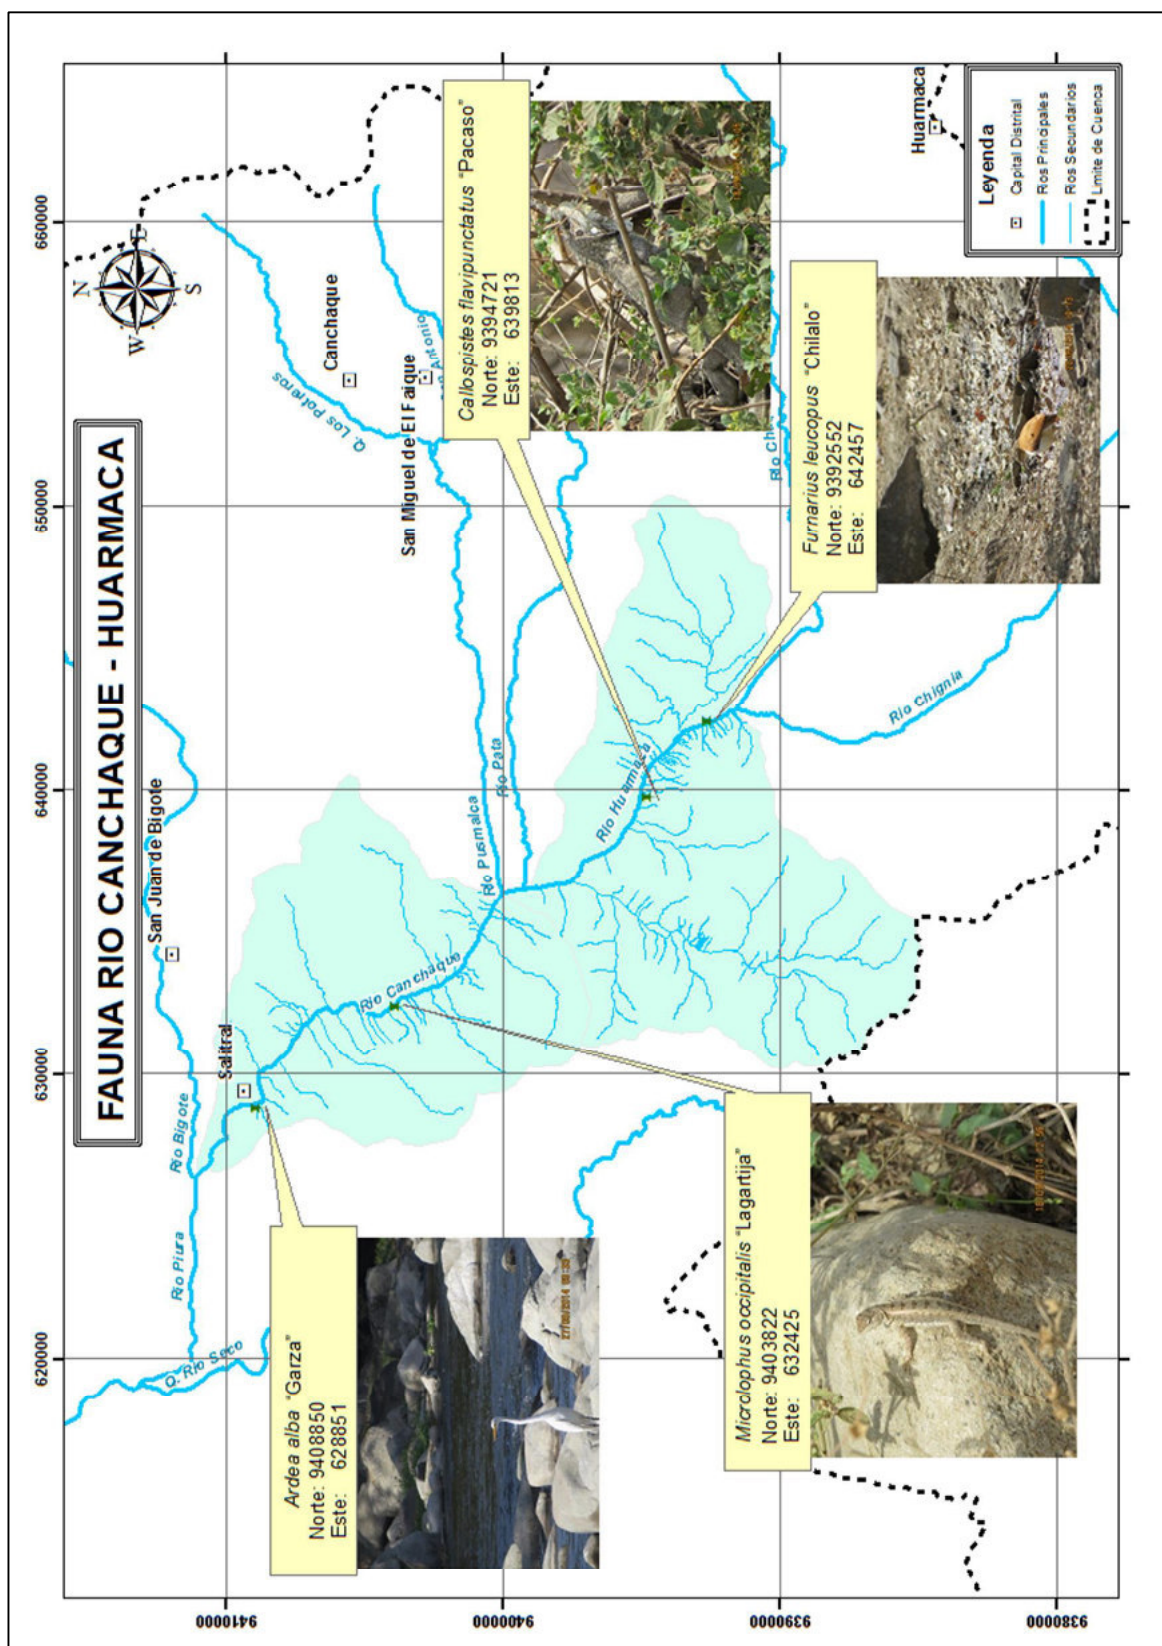 FAUNA RIO CANCHAQUE - HUARMACA
620000
630000
640000
650000
660000
9410000
9400000
9390000
9380000
N
W
E
S
San Juan de Bigote
Salitral
Canchaque
San Miguel de El Faique
Huarmaca
Q. Rio Seco
Rio Piura
Rio Bigote
Rio Canchaque
Rio Pusmalca
Rio Pata
Rio Huarmaca
Rio Chignia
Q. Los Potreros
Antonio
Ardea alba "Garza"
Norte: 9408850
Este: 628851
27/09/2014
Microlophus occipitalis "Lagartija"
Norte: 9403822
Este: 632425
Callospistes flavipunctatus "Pacaso"
Norte: 9394721
Este: 639813
Furnarius leucopus "Chilalo"
Norte: 9392552
Este: 642457
Leyenda
Capital Distrital
Rios Principales
Rios Secundarios
Limite de Cuenca